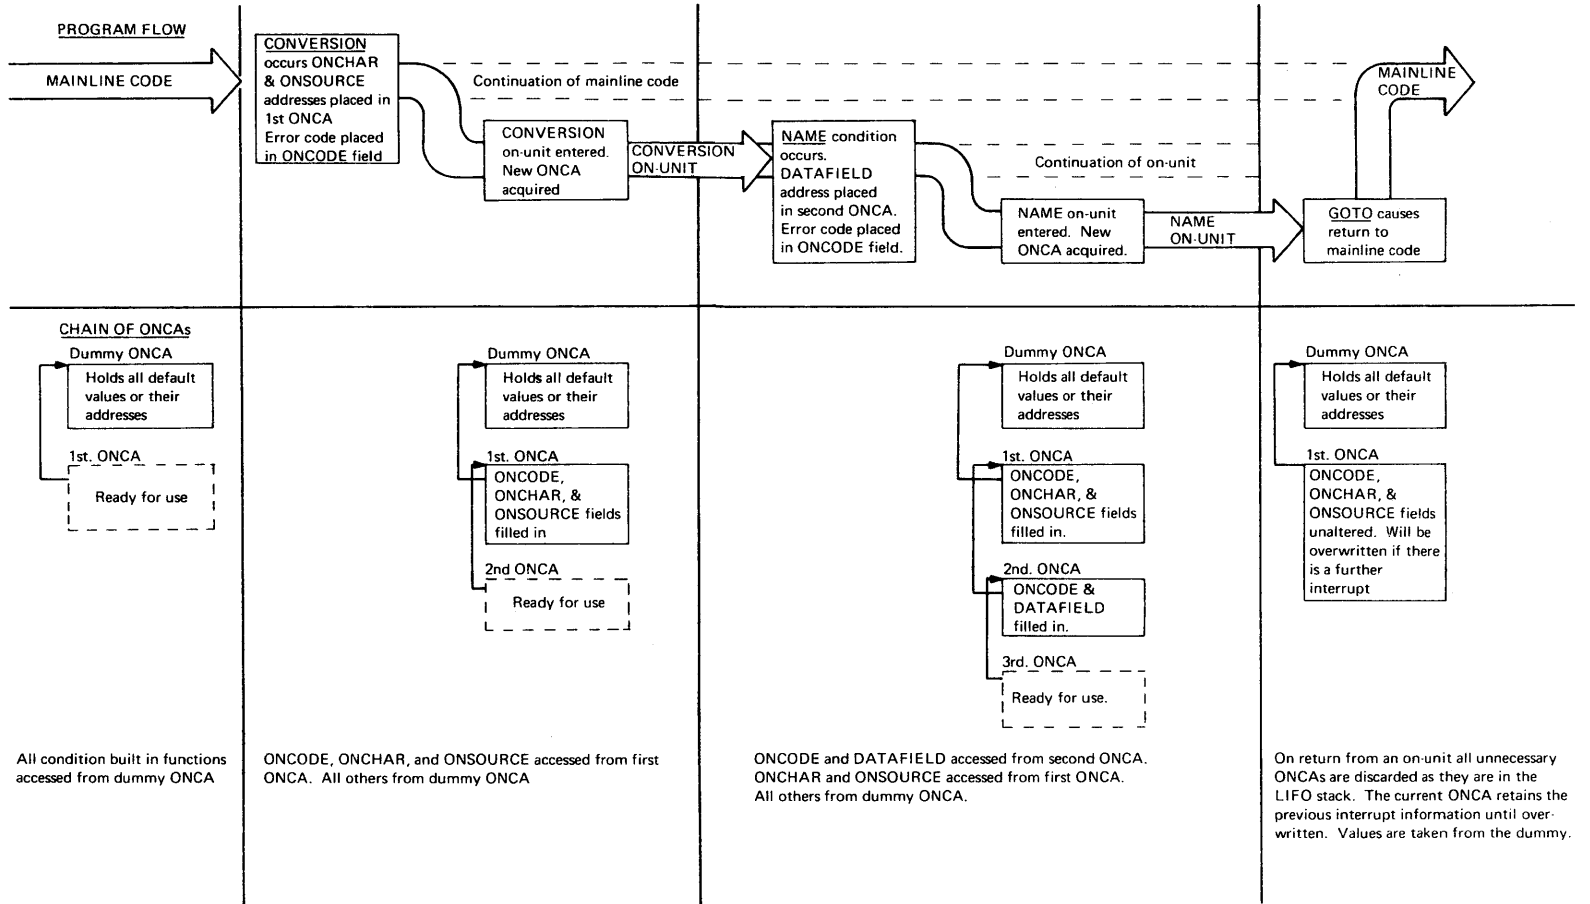 PROGRAM FLOW
MAINLINE CODE
CONVERSION
occurs ONCHAR
& ONSOURCE
addresses placed in
1st ONCA
Error code placed
in ONCODE field
Continuation of mainline code
CONVERSION
on-unit entered.
New ONCA
acquired
CONVERSION
ON-UNIT
NAME condition
occurs.
DATAFIELD
address placed
in second ONCA.
Error code placed
in ONCODE field.
Continuation of on-unit
NAME on-unit
entered. New
ONCA acquired.
NAME
ON-UNIT
GOTO causes
return to
mainline code
MAINLINE
CODE
CHAIN OF ONCAs
Dummy ONCA
Holds all default
values or their
addresses
1st. ONCA
Ready for use
All condition built in functions
accessed from dummy ONCA
Dummy ONCA
Holds all default
values or their
addresses
1st. ONCA
ONCODE,
ONCHAR, &
ONSOURCE fields
filled in
2nd ONCA
Ready for use
ONCODE, ONCHAR, and ONSOURCE accessed from first
ONCA. All others from dummy ONCA
Dummy ONCA
Holds all default
values or their
addresses
1st. ONCA
ONCODE,
ONCHAR, &
ONSOURCE fields
filled in.
2nd. ONCA
ONCODE &
DATAFIELD
filled in.
3rd. ONCA
Ready for use.
ONCODE and DATAFIELD accessed from second ONCA.
ONCHAR and ONSOURCE accessed from first ONCA.
All others from dummy ONCA.
Dummy ONCA
Holds all default
values or their
addresses
1st. ONCA
ONCODE,
ONCHAR, &
ONSOURCE fields
unaltered. Will be
overwritten if there
is a further
interrupt
On return from an on-unit all unnecessary
ONCAs are discarded as they are in the
LIFO stack. The current ONCA retains the
previous interrupt information until over-
written. Values are taken from the dummy.